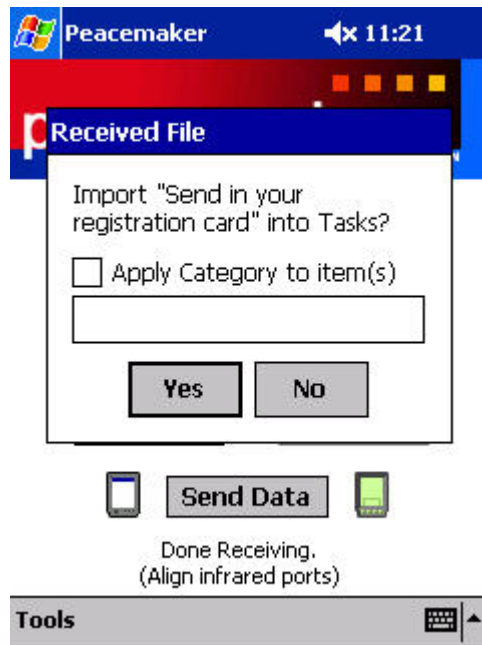 Peacemaker 11:21
Received File
Import "Send in your
registration card" into Tasks?
Apply Category to item(s)
Yes No
Send Data
Done Receiving.
(Align infrared ports)
Tools